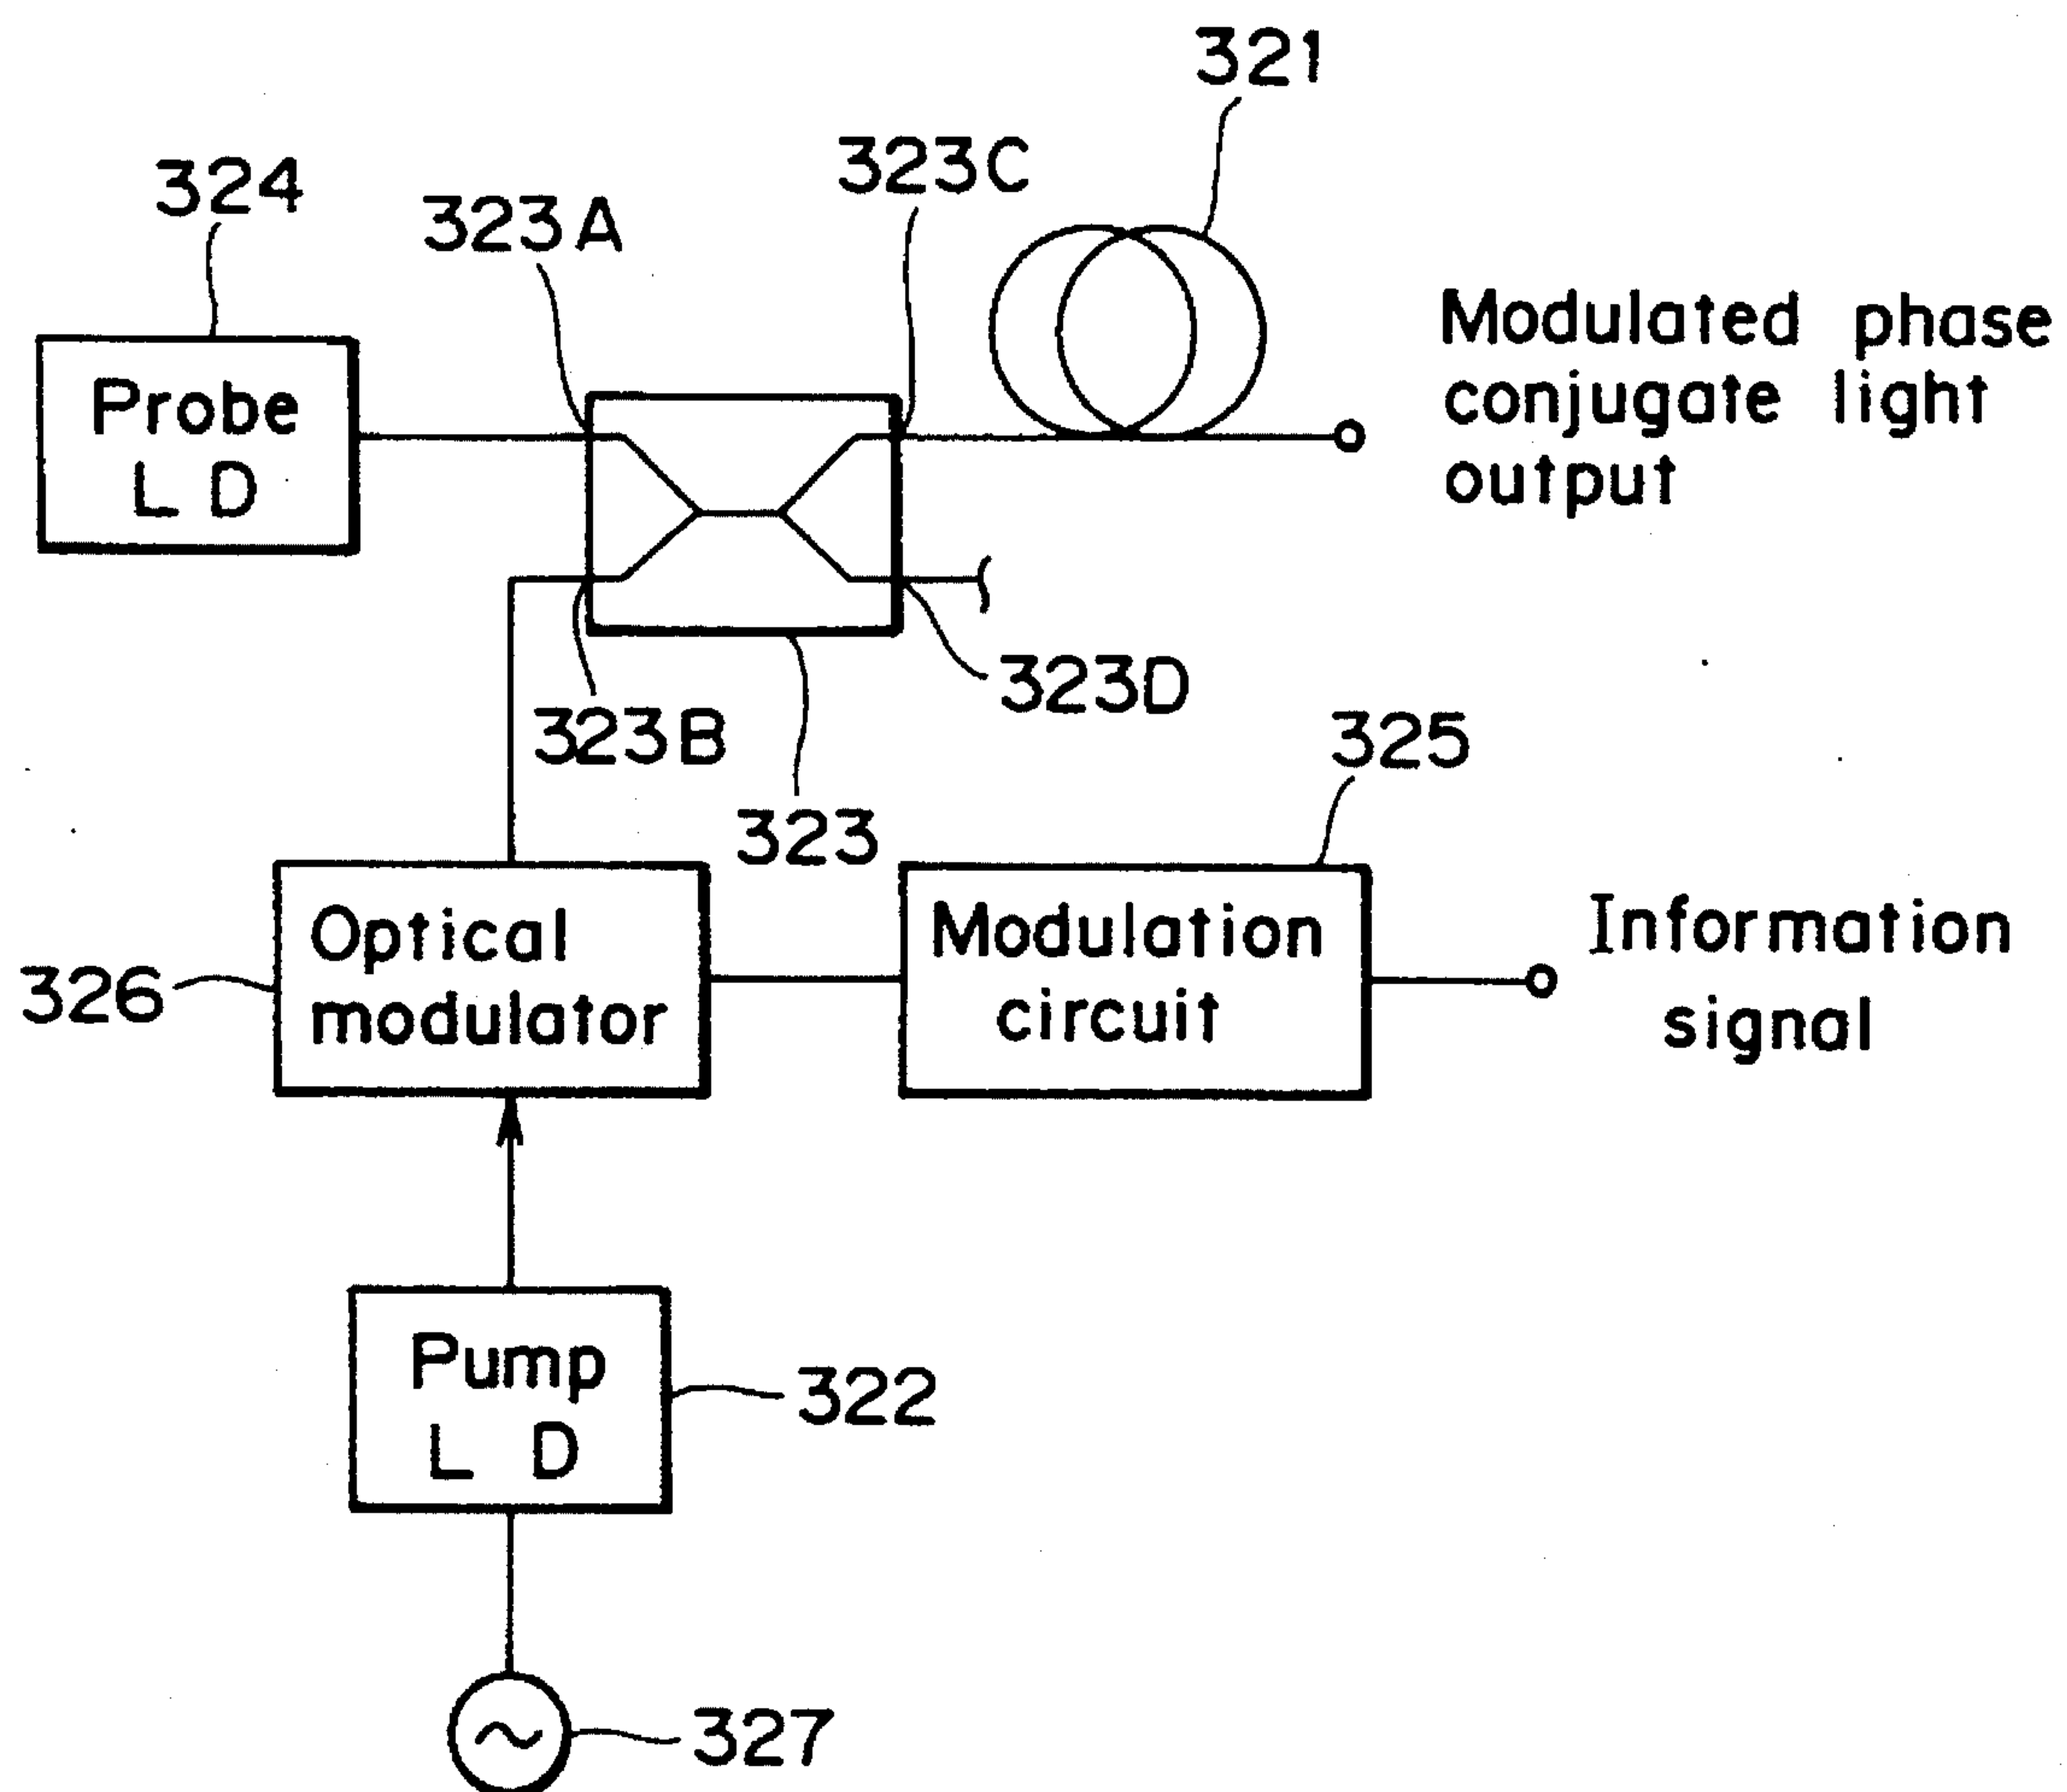 321
323C
324
323A
Modulated phase
conjugate light
output
Probe
L D
323D
323B
325
323
Optical
modulator
Modulation
circuit
Information
signal
326
Pump
L D
322
327